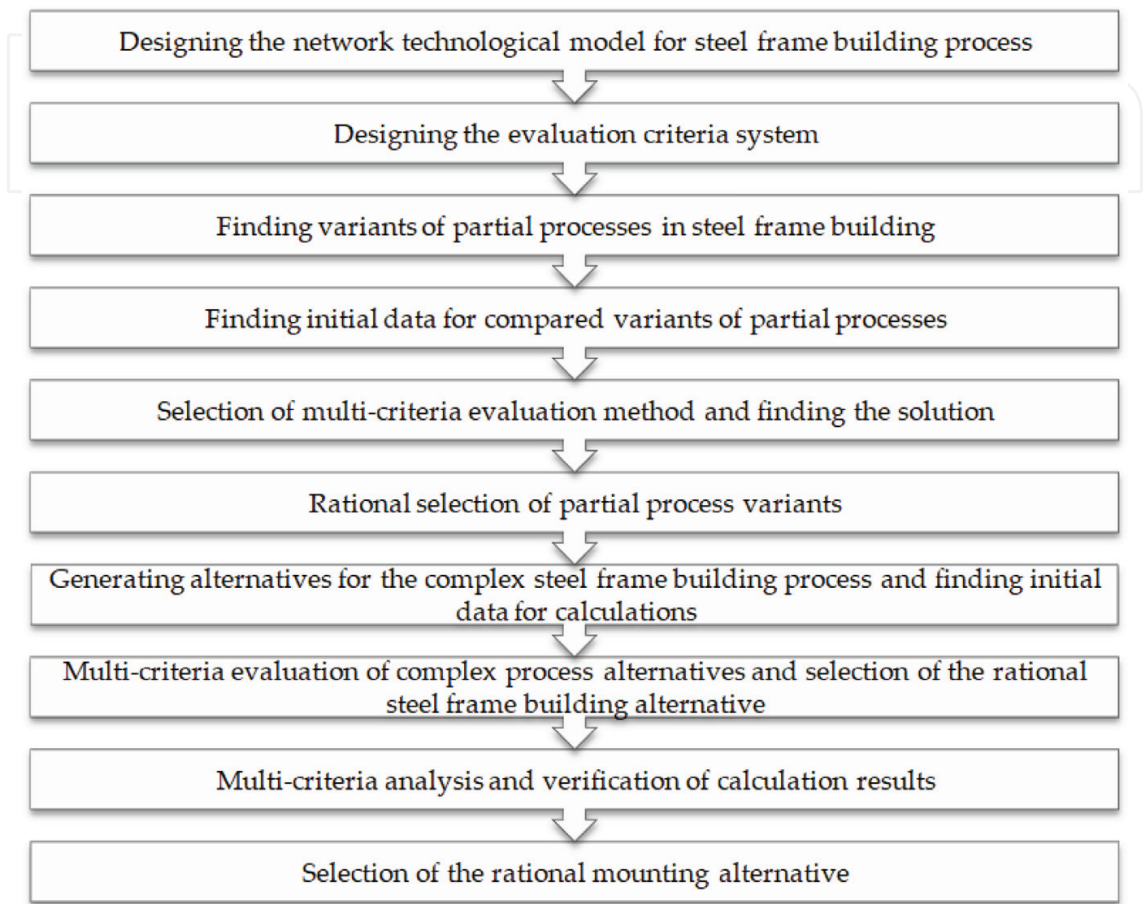 Designing the network technological model for steel frame building process
Designing the evaluation criteria system
Finding variants of partial processes in steel frame building
Finding initial data for compared variants of partial processes
Selection of multi-criteria evaluation method and finding the solution
Rational selection of partial process variants
Generating alternatives for the complex steel frame building process and finding initial
data for calculations
Multi-criteria evaluation of complex process alternatives and selection of the rational
steel frame building alternative
Multi-criteria analysis and verification of calculation results
Selection of the rational mounting alternative